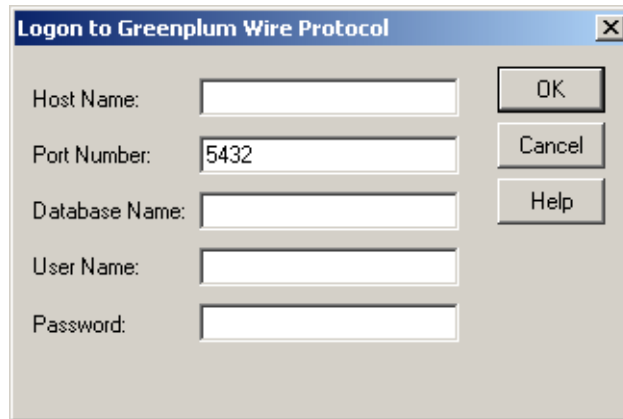 Logon to Greenplum Wire Protocol
Host Name:
OK
Port Number: 5432
Cancel
Database Name:
Help
User Name:
Password: